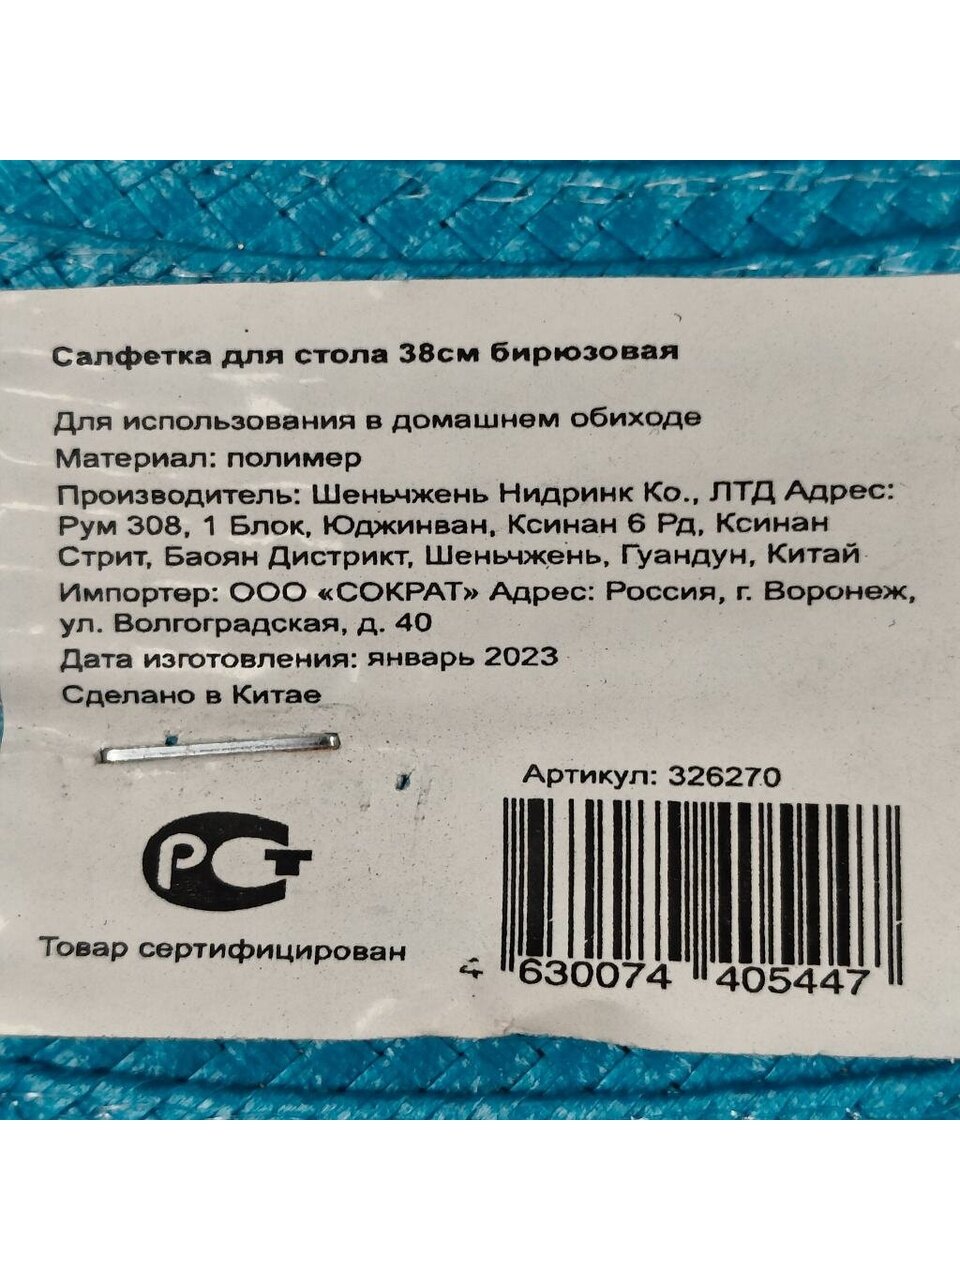 Салфетка для стола 38см бирюзовая
Для использования в домашнем обиходе
Материал: полимер
Производитель: Шеньчжень Нидринк Ко., ЛТД Адрес:
Рум 308, 1 Блок, Юджинван, Ксинан 6 Рд, Ксинан
Стрит, Баоян Дистрикт, Шеньчжень, Гуандун, Китай
Импортер: ООО «СОКРАТ» Адрес: Россия, г. Воронеж,
ул. Волгоградская, д. 40
Дата изготовления: январь 2023
Сделано в Китае
Артикул: 326270
РСТ
Товар сертифицирован
4 630074 405447